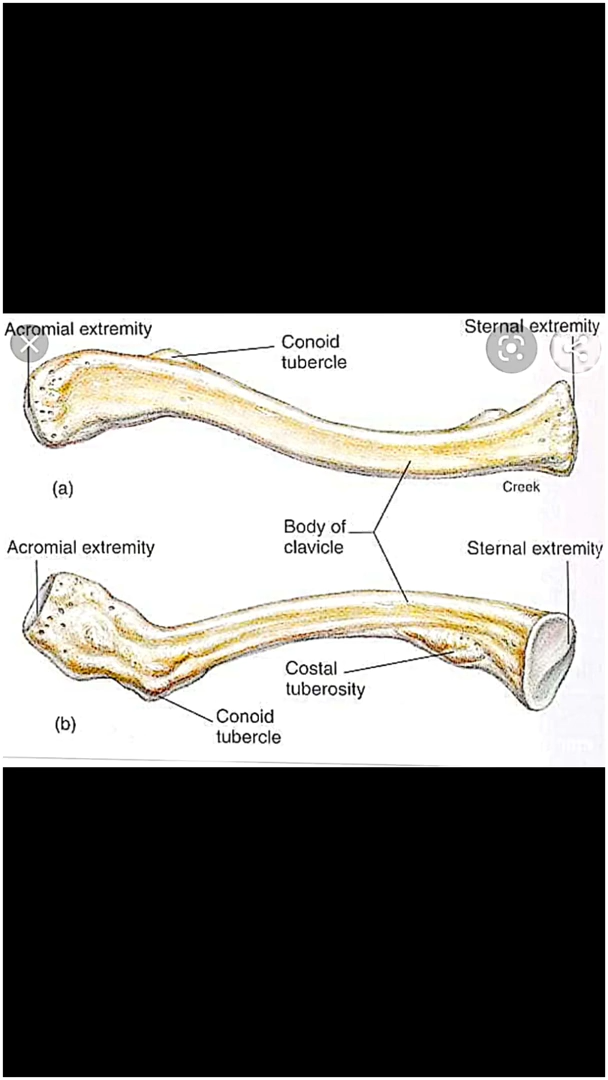 Acromial extremity
Sternal extremity
Conoid
tubercle
(a)
Creek
Body of
clavicle
Acromial extremity
Sternal extremity
Costal
tuberosity
(b)
Conoid
tubercle